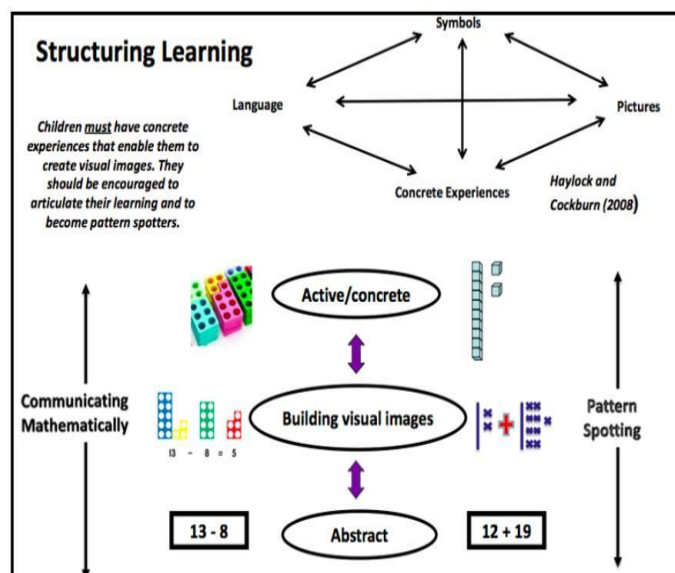 Structuring Learning
Symbols
Language
Pictures
Concrete Experiences
Haylock and
Cockburn (2008)
Children must have concrete
experiences that enable them to
create visual images. They
should be encouraged to
articulate their learning and to
become pattern spotters.
Active/concrete
Communicating
Mathematically
Building visual images
Pattern
Spotting
13 - 8 = 5
+
13 - 8
Abstract
12 + 19